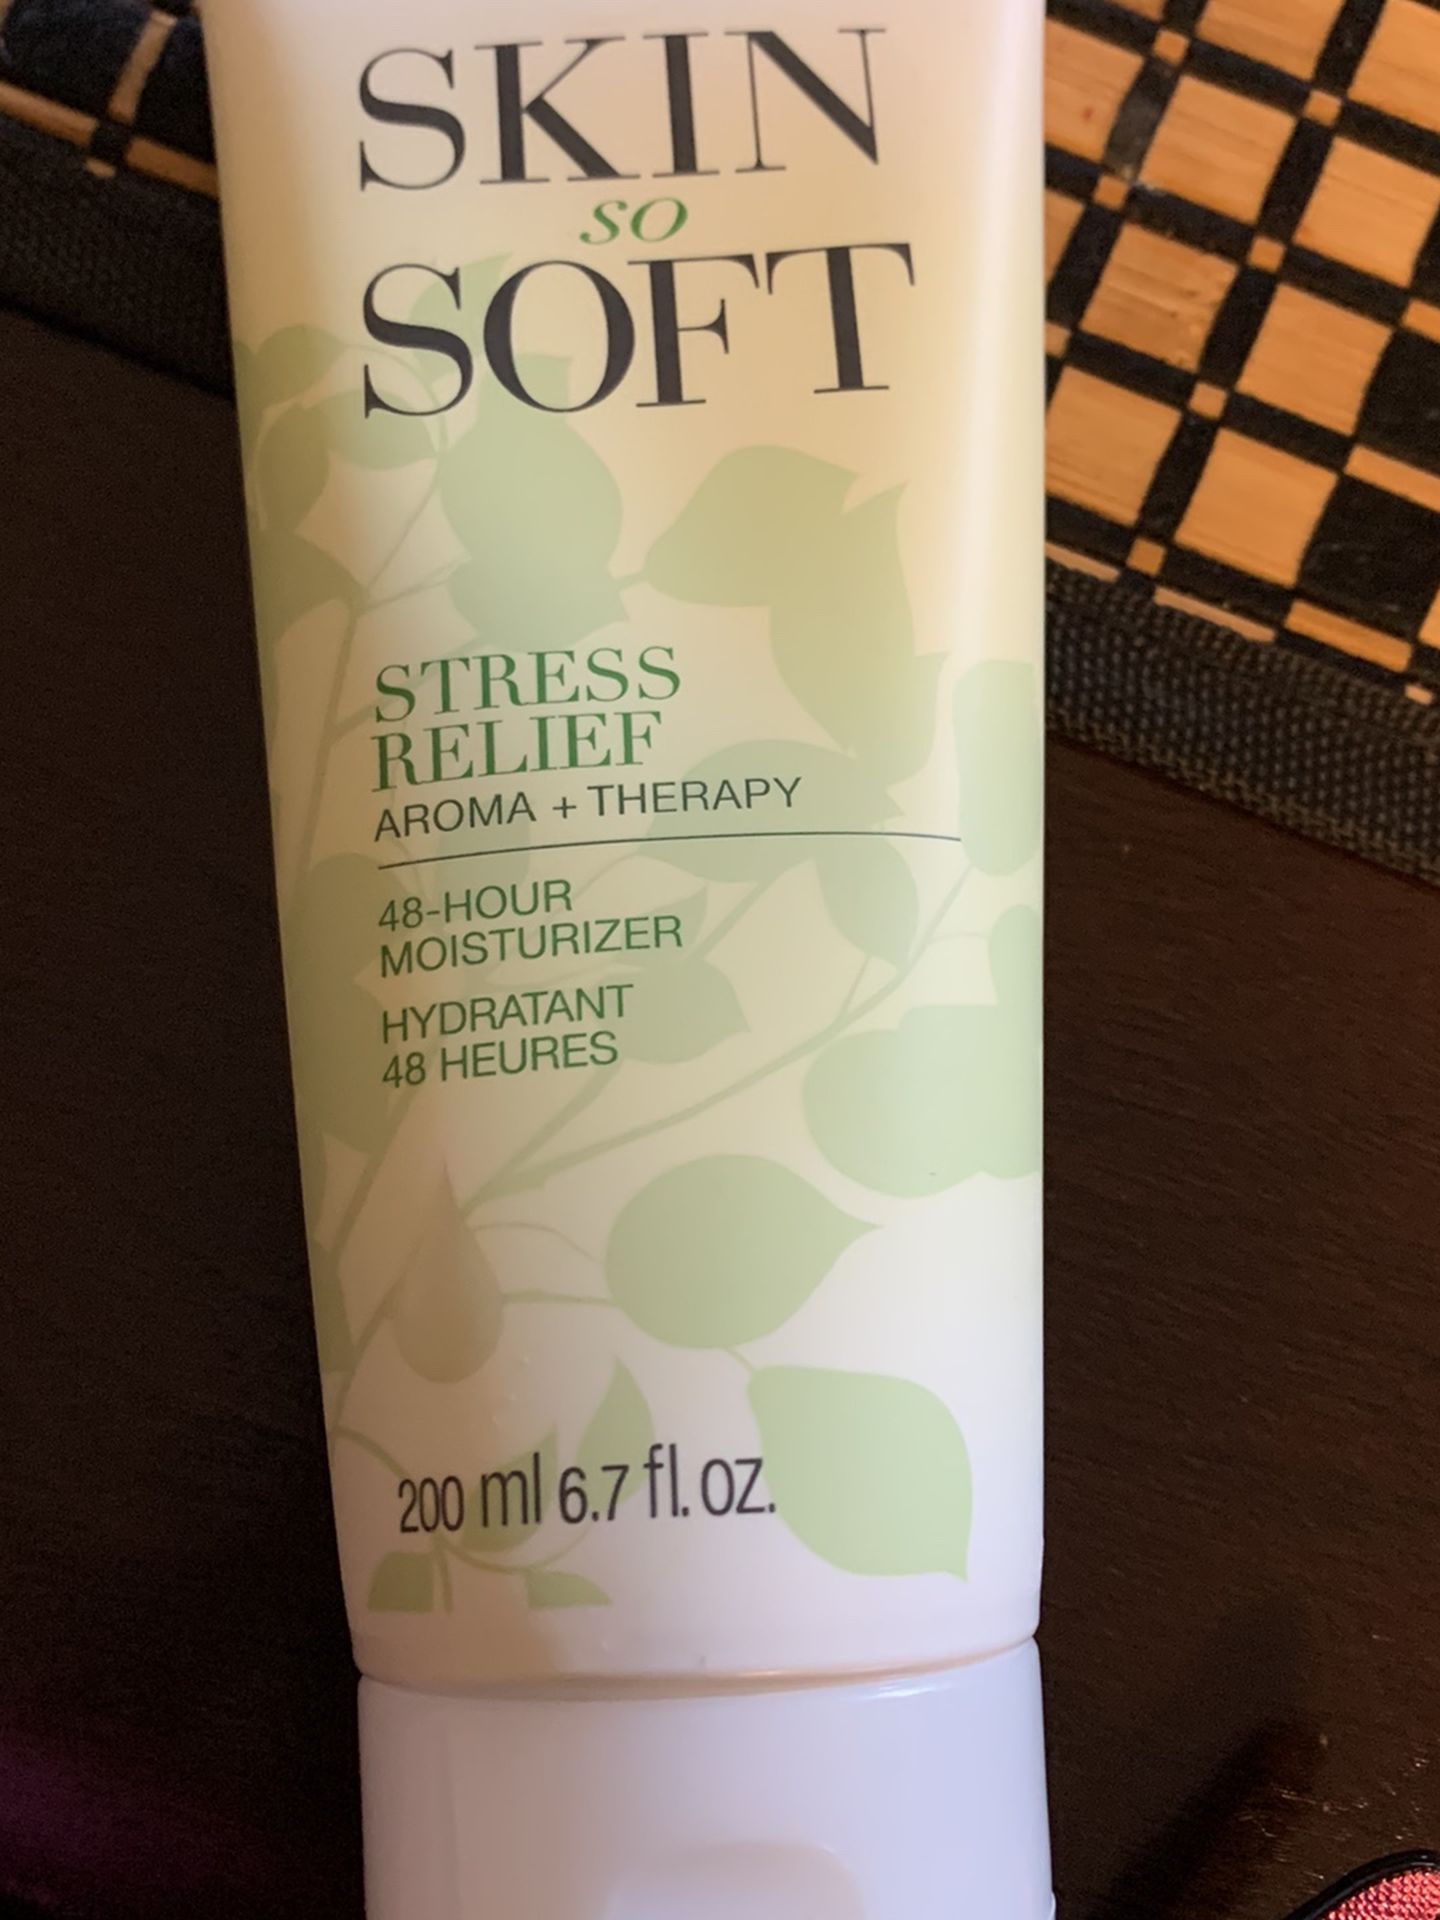 SKIN
so
SOFT
STRESS
RELIEF
AROMA + THERAPY
48-HOUR
MOISTURIZER
HYDRATANT
48 HEURES
200 ml 6.7 fl. oz.